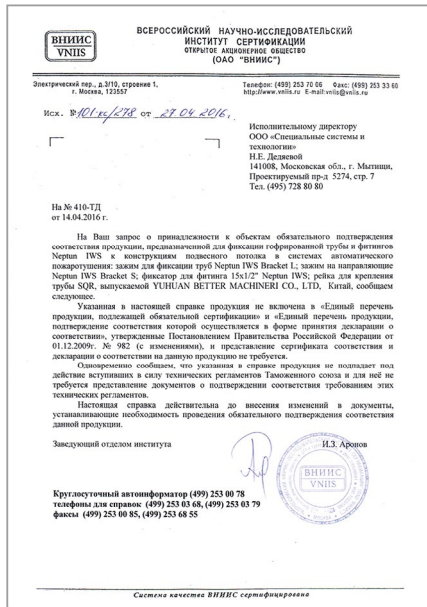 ВНИИС
VNIIS
ВСЕРОССИЙСКИЙ НАУЧНО-ИССЛЕДОВАТЕЛЬСКИЙ
ИНСТИТУТ СЕРТИФИКАЦИИ
ОТКРЫТОЕ АКЦИОНЕРНОЕ ОБЩЕСТВО
(ОАО "ВНИИС")
Электрический пер., д.3/10, строение 1,
г. Москва, 123557
Телефон: (499) 253 70 06 Факс: (499) 253 33 60
http://www.vniis.ru E-mail:vniis@vniis.ru
Исх. №101-кс/278 от 27.04.2016г.
Исполнительному директору
ООО «Специальные системы и
технологии»
Н.Е. Дедяевой
141008, Московская обл., г. Мытищи,
Проектируемый пр-д 5274, стр. 7
Тел. (495) 728 80 80
На № 410-ТД
от 14.04.2016 г.
На Ваш запрос о принадлежности к объектам обязательного подтверждения
соответствия продукции, предназначенной для фиксации гофрированной трубы и фитингов
Neptun IWS к конструкциям подвесного потолка в системах автоматического
пожаротушения: зажим для фиксации труб Neptun IWS Bracket L; зажим на направляющие
Neptun IWS Bracket S; фиксатор для фитинга 15x1/2" Neptun IWS; рейка для крепления
трубы SQR, выпускаемой YUHUAN BETTER MACHINERI CO., LTD, Китай, сообщаем
следующее.
Указанная в настоящей справке продукция не включена в «Единый перечень
продукции, подлежащей обязательной сертификации» и «Единый перечень продукции,
подтверждение соответствия которой осуществляется в форме принятия декларации о
соответствии», утвержденные Постановлением Правительства Российской Федерации от
01.12.2009г. № 982 (с изменениями), и представление сертификата соответствия и
декларации о соответствии на данную продукцию не требуется.
Одновременно сообщаем, что указанная в справке продукция не подпадает под
действие вступивших в силу технических регламентов Таможенного союза и для неё не
требуется представление документов о подтверждении соответствия требованиям этих
технических регламентов.
Настоящая справка действительна до внесения изменений в документы,
устанавливающие необходимость проведения обязательного подтверждения соответствия
данной продукции.
Заведующий отделом института
И.З. Аронов
ВНИИС
VNIIS
Круглосуточный автоинформатор (499) 253 00 78
телефоны для справок (499) 253 03 68, (499) 253 03 79
факсы (499) 253 00 85, (499) 253 68 55
Система качества ВНИИС сертифицирована